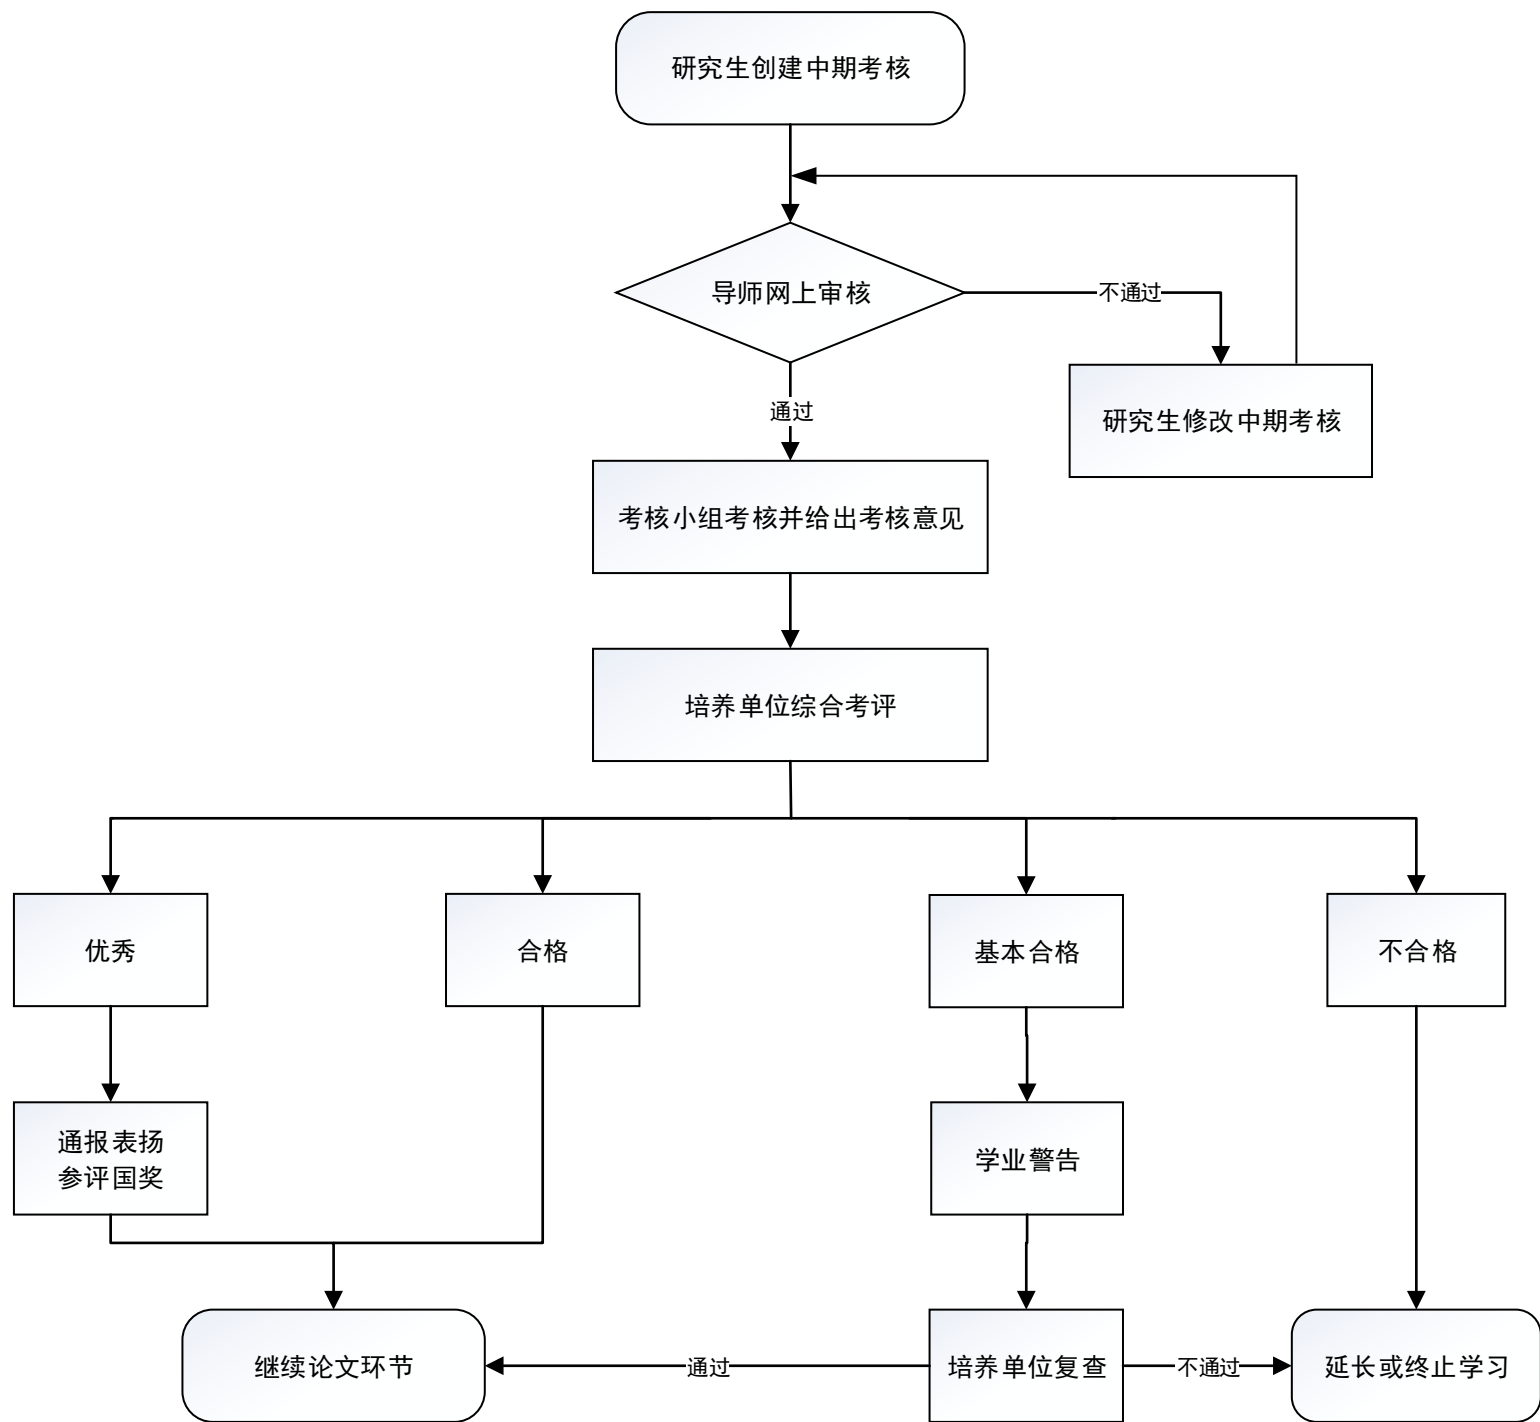 研究生创建中期考核
导师网上审核
不通过
通过
研究生修改中期考核
考核小组考核并给出考核意见
培养单位综合考评
优秀
合格
基本合格
不合格
通报表扬
参评国奖
学业警告
继续论文环节
通过
培养单位复查
不通过
延长或终止学习